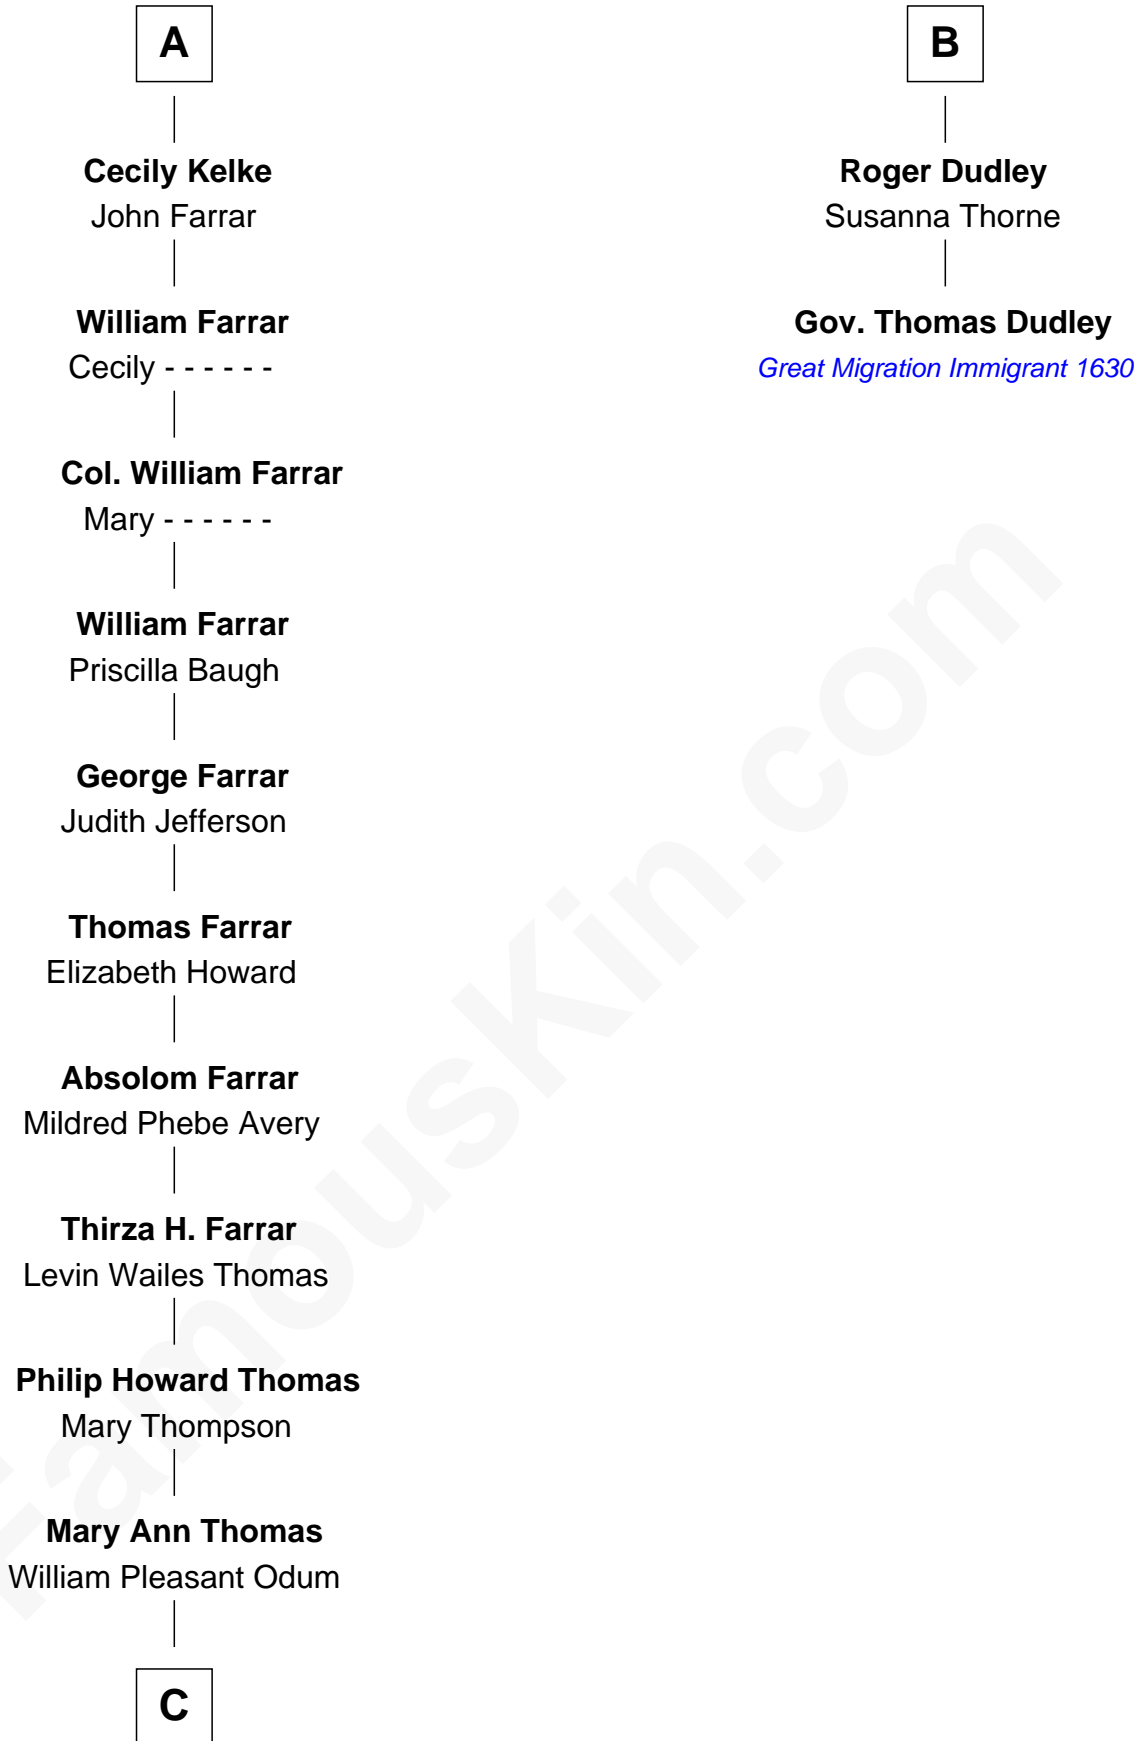 A
Cecily Kelke
John Farrar
William Farrar
Cecily - - - - - -
Col. William Farrar
Mary - - - - - -
William Farrar
Priscilla Baugh
George Farrar
Judith Jefferson
Thomas Farrar
Elizabeth Howard
Absolom Farrar
Mildred Phebe Avery
Thirza H. Farrar
Levin Wailes Thomas
Philip Howard Thomas
Mary Thompson
Mary Ann Thomas
William Pleasant Odum
C
B
Roger Dudley
Susanna Thorne
Gov. Thomas Dudley
Great Migration Immigrant 1630
FamousKin.com